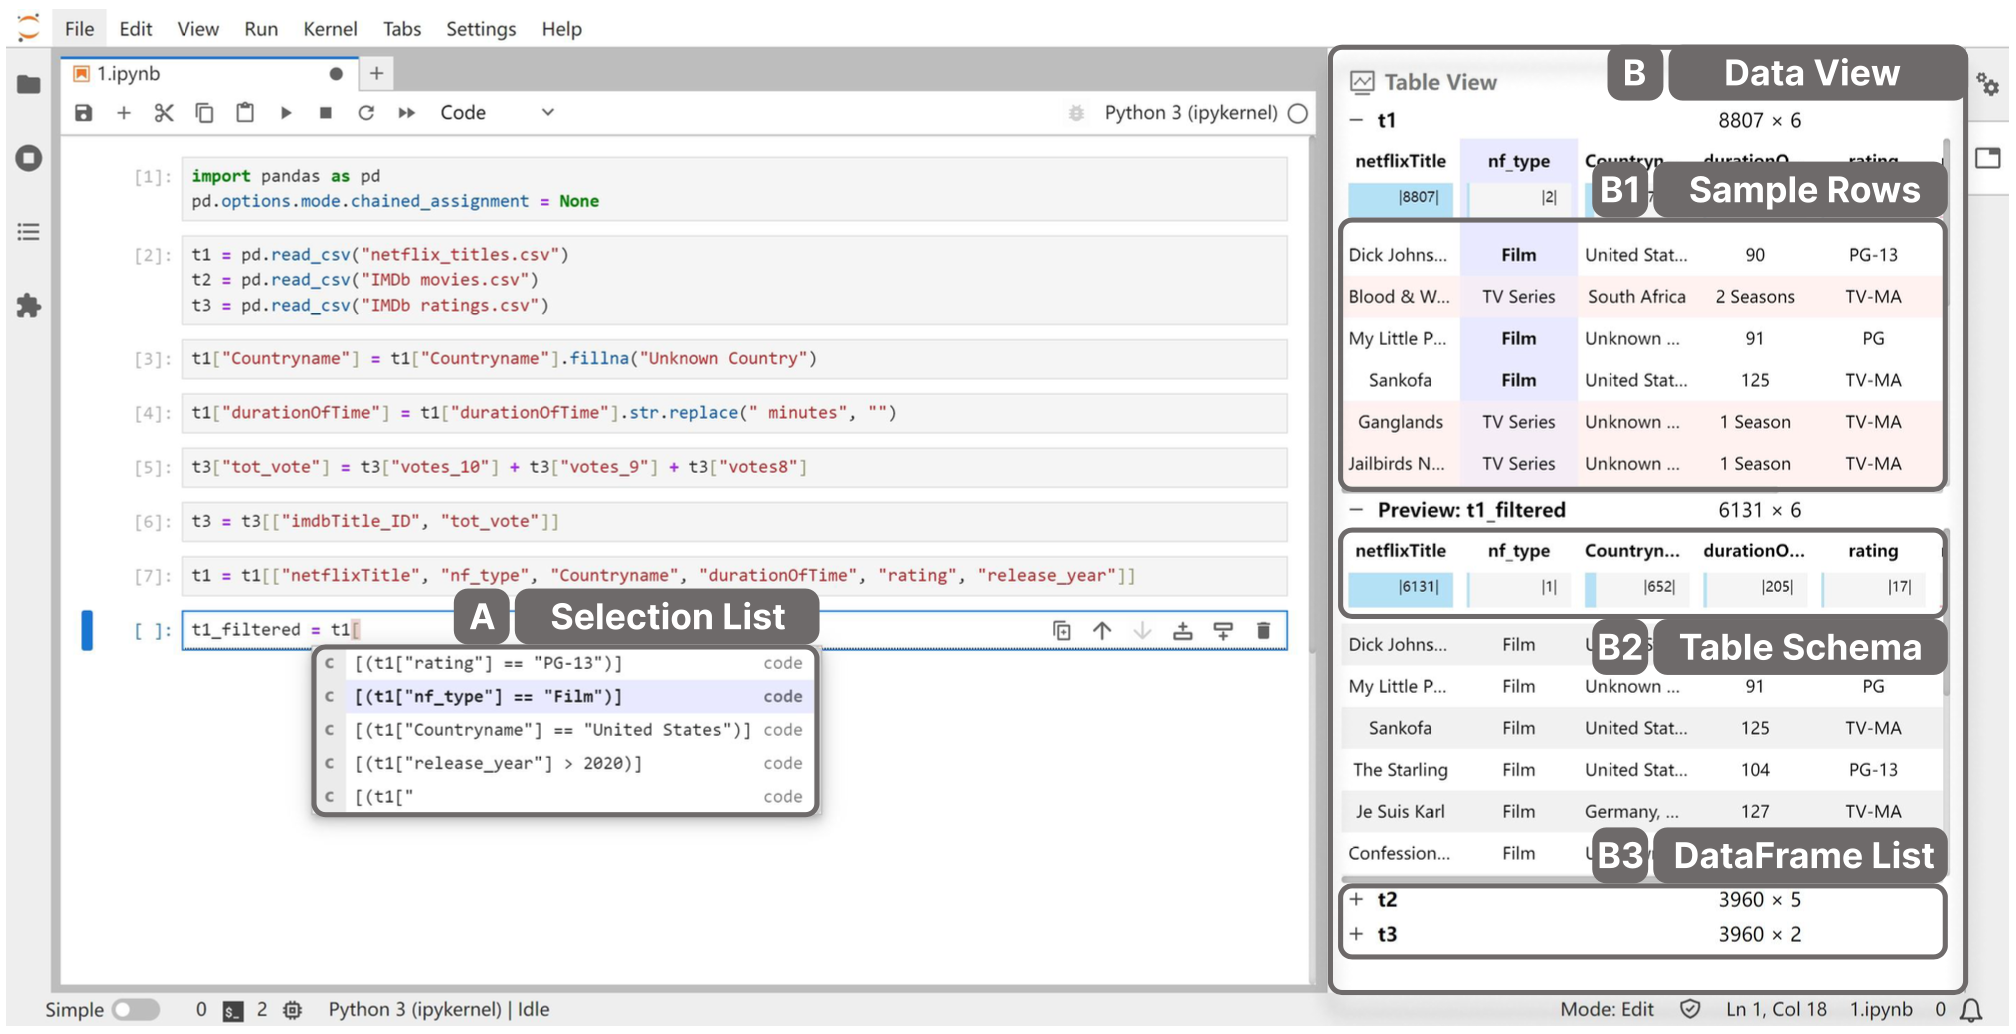 File Edit View Run Kernel Tabs Settings Help
1.ipynb
Code
Python 3 (ipykernel)
[1]: import pandas as pd
pd.options.mode.chained_assignment = None
[2]: t1 = pd.read_csv("netflix_titles.csv")
t2 = pd.read_csv("IMDb movies.csv")
t3 = pd.read_csv("IMDb ratings.csv")
[3]: t1["Countryname"] = t1["Countryname"].fillna("Unknown Country")
[4]: t1["durationOfTime"] = t1["durationOfTime"].str.replace(" minutes", "")
[5]: t3["tot_vote"] = t3["votes_10"] + t3["votes_9"] + t3["votes8"]
[6]: t3 = t3[["imdbTitle_ID", "tot_vote"]]
[7]: t1 = t1[["netflixTitle", "nf_type", "Countryname", "durationOfTime", "rating", "release_year"]]
A Selection List
[ ]: t1_filtered = t1[
c [(t1["rating"] == "PG-13")] code
c [(t1["nf_type"] == "Film")] code
c [(t1["Countryname"] == "United States")] code
c [(t1["release_year"] > 2020)] code
c [(t1[" code
B Data View
Table View
− t1 8807 × 6
netflixTitle nf_type Countryn... durationO... rating
|8807| |2|
B1 Sample Rows
Dick Johns... Film United Stat... 90 PG-13
Blood & W... TV Series South Africa 2 Seasons TV-MA
My Little P... Film Unknown ... 91 PG
Sankofa Film United Stat... 125 TV-MA
Ganglands TV Series Unknown ... 1 Season TV-MA
Jailbirds N... TV Series Unknown ... 1 Season TV-MA
− Preview: t1_filtered 6131 × 6
netflixTitle nf_type Countryn... durationO... rating
|6131| |1| |652| |205| |17|
B2 Table Schema
Dick Johns... Film
My Little P... Film Unknown ... 91 PG
Sankofa Film United Stat... 125 TV-MA
The Starling Film United Stat... 104 PG-13
Je Suis Karl Film Germany, ... 127 TV-MA
B3 DataFrame List
Confession... Film
+ t2 3960 × 5
+ t3 3960 × 2
Simple 0 $_ 2 Python 3 (ipykernel) | Idle
Mode: Edit Ln 1, Col 18 1.ipynb 0